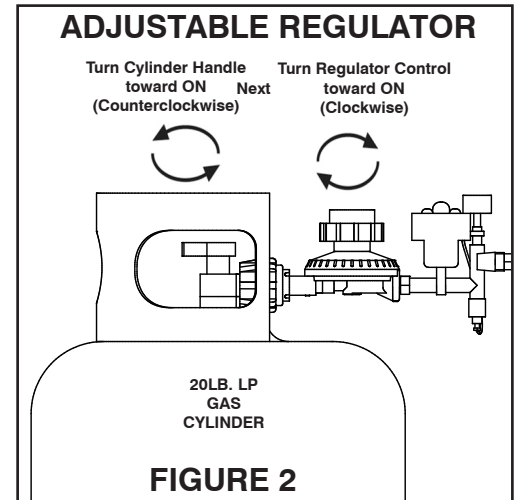 ADJUSTABLE REGULATOR
Turn Cylinder Handle
toward ON
(Counterclockwise)
Next
Turn Regulator Control
toward ON
(Clockwise)
20LB. LP
GAS
CYLINDER
FIGURE 2